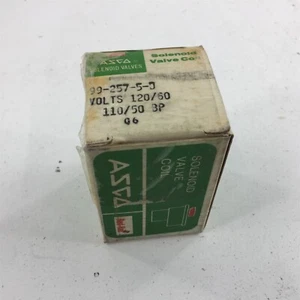 ASCO
SOLENOID VALVES
Solenoid
Valve Co
99-257-5-D
VOLTS 120/60
110/50 3P
G6
ASCO
SOLENOID
VALVE
COIL